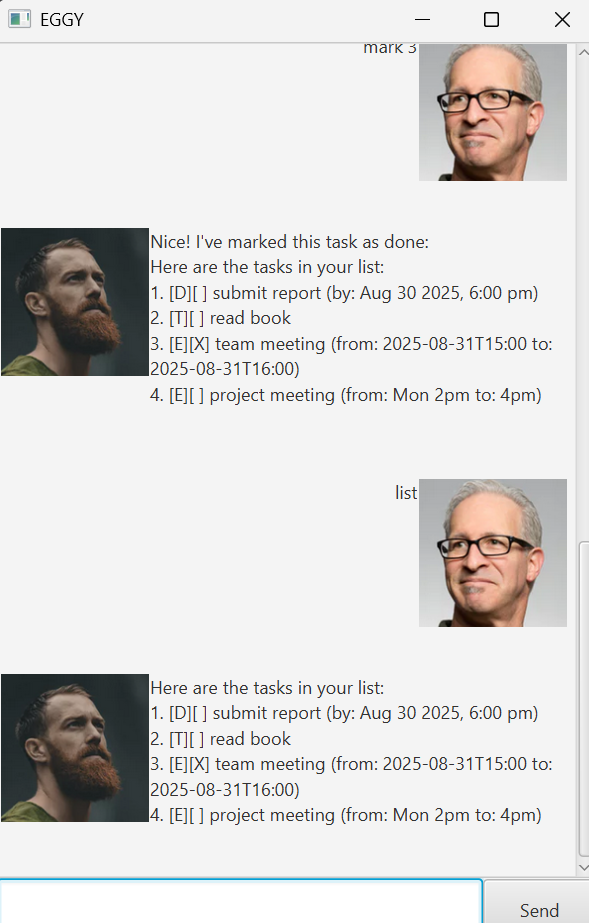 EGGY
mark 3
Nice! I've marked this task as done:
Here are the tasks in your list:
1. [D][ ] submit report (by: Aug 30 2025, 6:00 pm)
2. [T][ ] read book
3. [E][X] team meeting (from: 2025-08-31T15:00 to:
2025-08-31T16:00)
4. [E][ ] project meeting (from: Mon 2pm to: 4pm)
list
Here are the tasks in your list:
1. [D][ ] submit report (by: Aug 30 2025, 6:00 pm)
2. [T][ ] read book
3. [E][X] team meeting (from: 2025-08-31T15:00 to:
2025-08-31T16:00)
4. [E][ ] project meeting (from: Mon 2pm to: 4pm)
Send